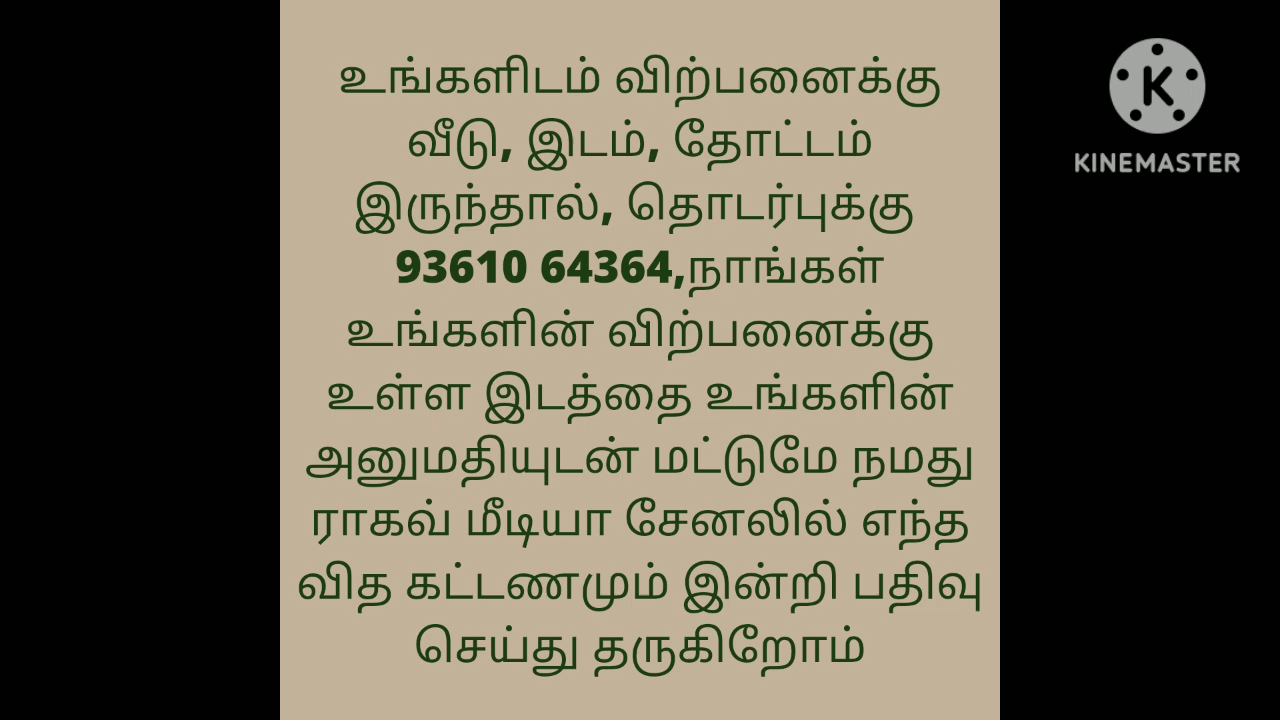 உங்களிடம் விற்பனைக்கு
வீடு, இடம், தோட்டம்
இருந்தால், தொடர்புக்கு
93610 64364,நாங்கள்
உங்களின் விற்பனைக்கு
உள்ள இடத்தை உங்களின்
அனுமதியுடன் மட்டுமே நமது
ராகவ் மீடியா சேனலில் எந்த
வித கட்டணமும் இன்றி பதிவு
செய்து தருகிறோம்
K
KINEMASTER